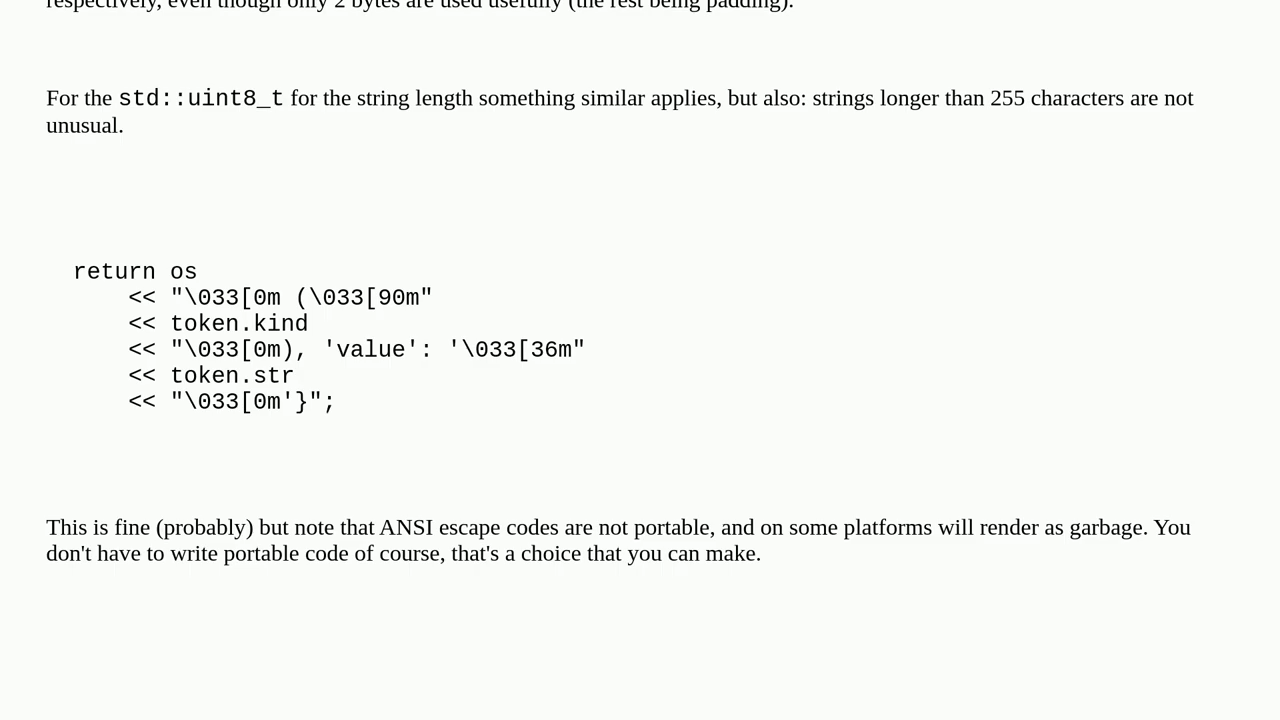 respectively, even though only 2 bytes are used usefully (the rest being padding).
For the std::uint8_t for the string length something similar applies, but also: strings longer than 255 characters are not
unusual.
return os
    << "\033[0m (\033[90m"
    << token.kind
    << "\033[0m), 'value': '\033[36m"
    << token.str
    << "\033[0m'}";
This is fine (probably) but note that ANSI escape codes are not portable, and on some platforms will render as garbage. You
don't have to write portable code of course, that's a choice that you can make.